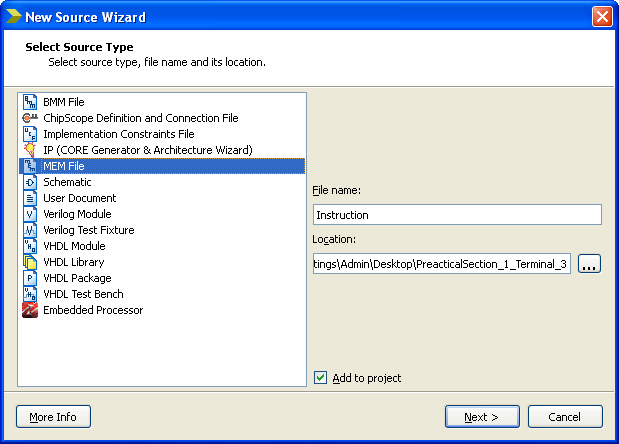 New Source Wizard
Select Source Type
Select source type, file name and its location.
BMM File
ChipScope Definition and Connection File
Implementation Constraints File
IP (CORE Generator & Architecture Wizard)
MEM File
Schematic
User Document
Verilog Module
Verilog Test Fixture
VHDL Module
VHDL Library
VHDL Package
VHDL Test Bench
Embedded Processor
File name:
Instruction
Location:
tings\Admin\Desktop\PreacticalSection_1_Terminal_3
...
Add to project
More Info
Next >
Cancel